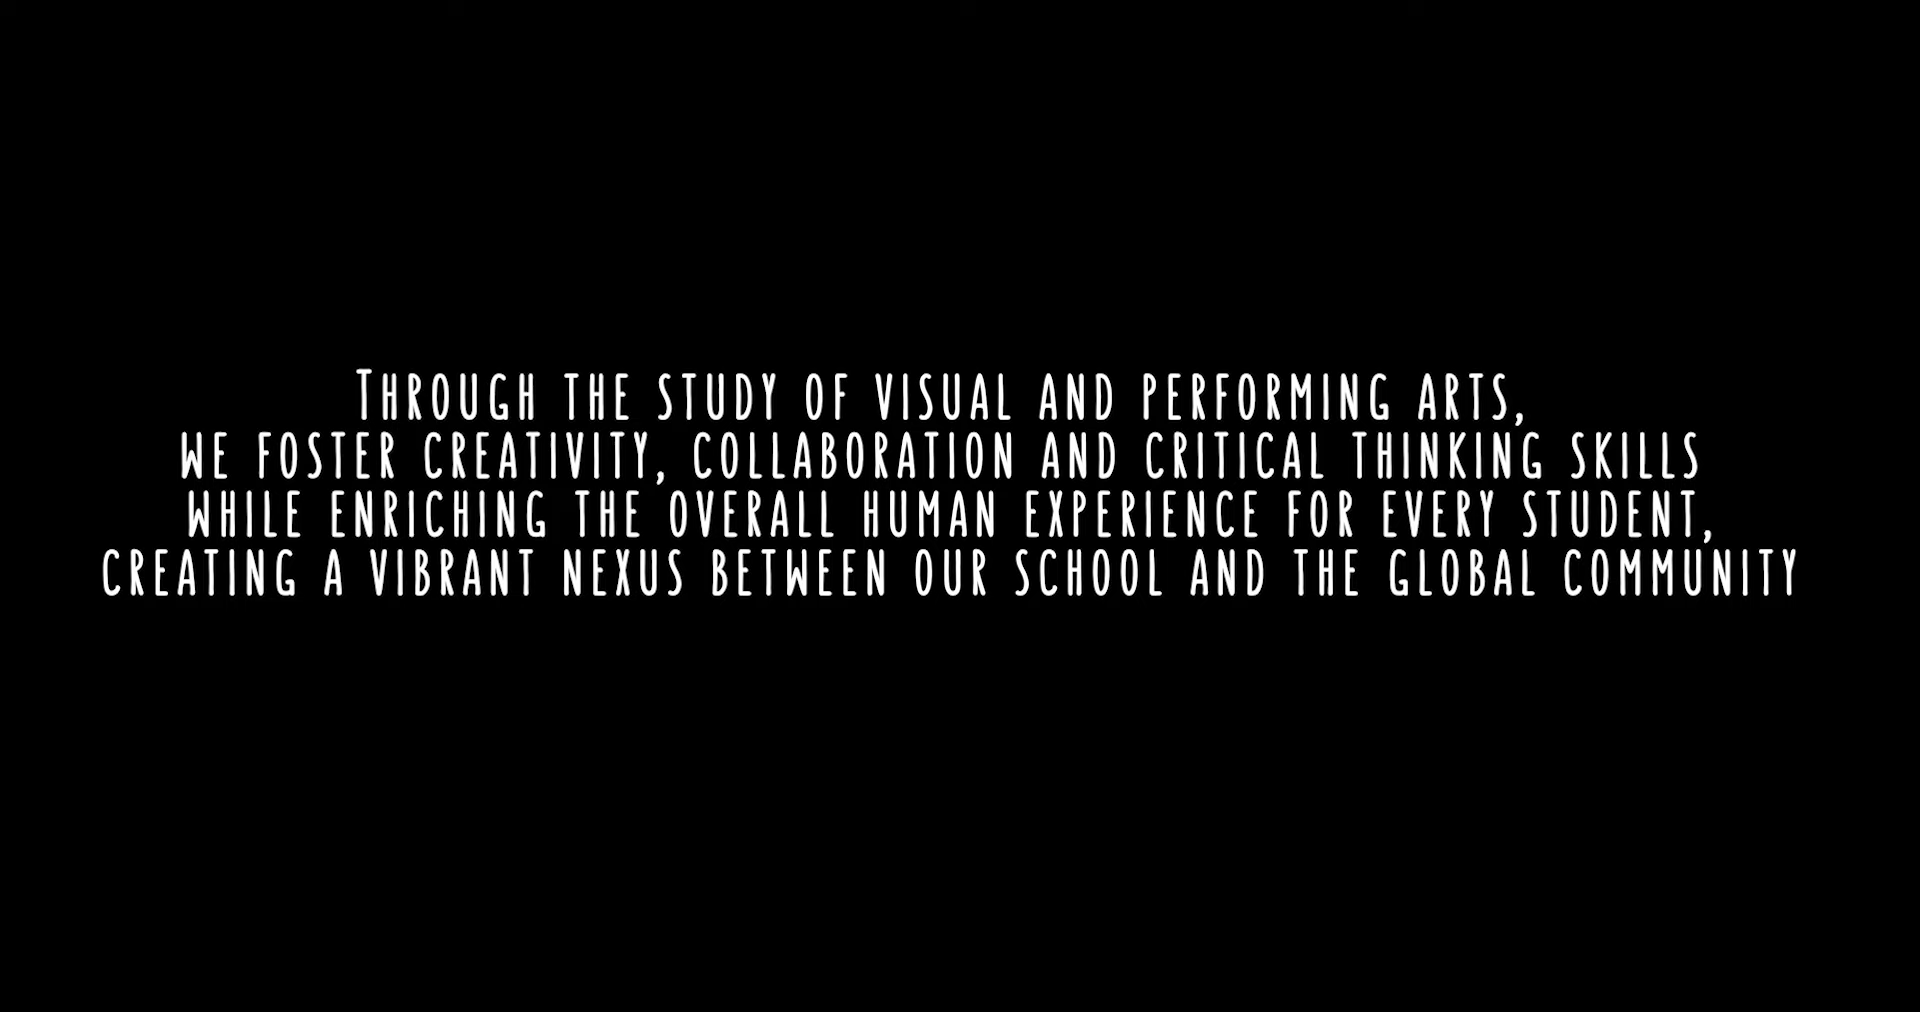 Through the study of visual and performing arts,
we foster creativity, collaboration and critical thinking skills
while enriching the overall human experience for every student,
creating a vibrant nexus between our school and the global community